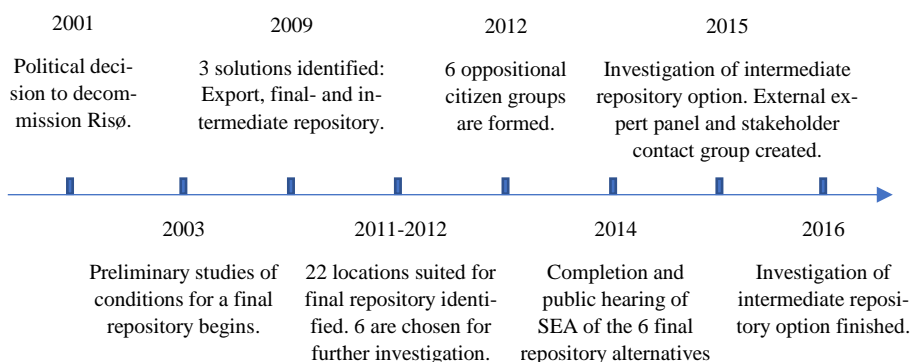 2001
Political deci-
sion to decom-
mission Risø.
2009
3 solutions identified:
Export, final- and in-
termediate repository.
2012
6 oppositional
citizen groups
are formed.
2015
Investigation of intermediate
repository option. External ex-
pert panel and stakeholder
contact group created.
2003
Preliminary studies of
conditions for a final
repository begins.
2011-2012
22 locations suited for
final repository identi-
fied. 6 are chosen for
further investigation.
2014
Completion and
public hearing of
SEA of the 6 final
repository alternatives
2016
Investigation of
intermediate reposi-
tory option finished.